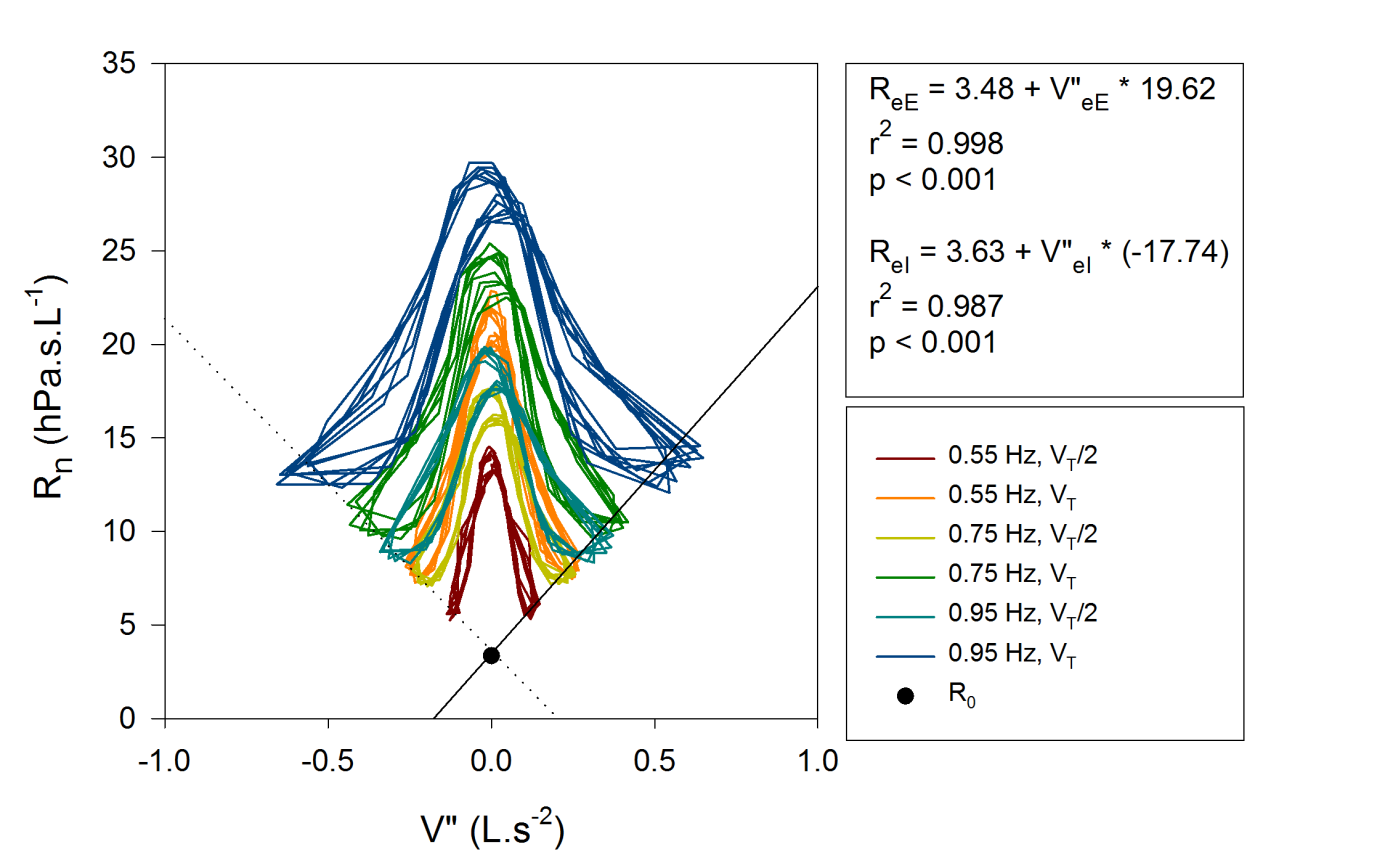 35
30
25
20
15
10
5
0
-1.0
-0.5
0.0
0.5
1.0
Rn (hPa.s.L-1)
V" (L.s-2)
ReE = 3.48 + V"eE * 19.62
r2 = 0.998
p < 0.001
ReI = 3.63 + V"eI * (-17.74)
r2 = 0.987
p < 0.001
0.55 Hz, VT/2
0.55 Hz, VT
0.75 Hz, VT/2
0.75 Hz, VT
0.95 Hz, VT/2
0.95 Hz, VT
R0